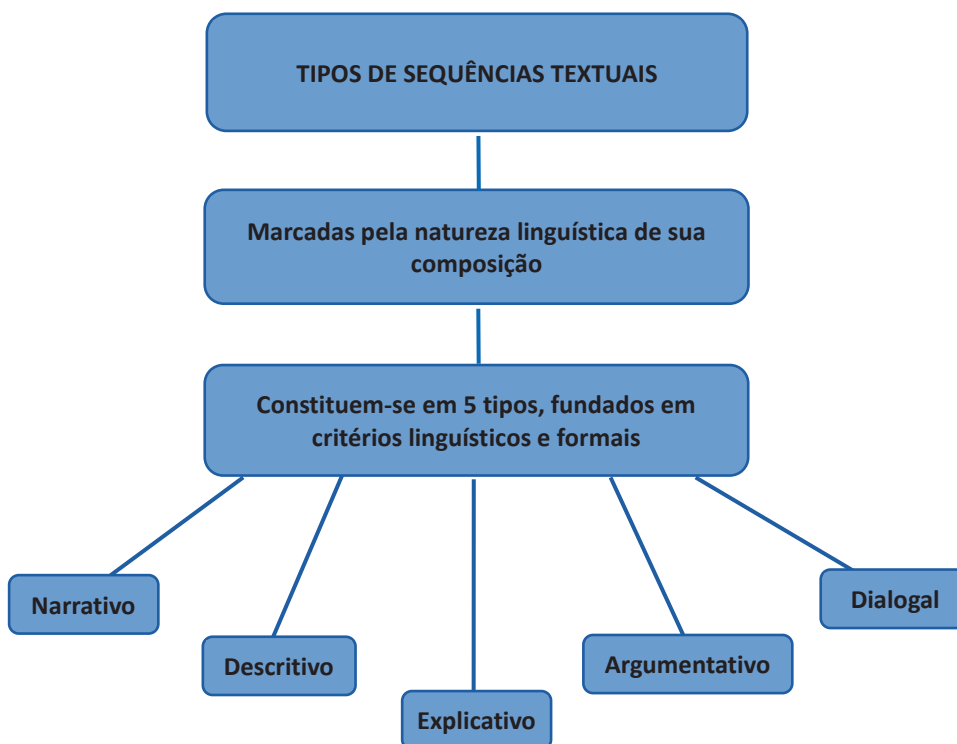 TIPOS DE SEQUÊNCIAS TEXTUAIS
Marcadas pela natureza linguística de sua
composição
Constituem-se em 5 tipos, fundados em
critérios linguísticos e formais
Narrativo
Descritivo
Explicativo
Argumentativo
Dialogal